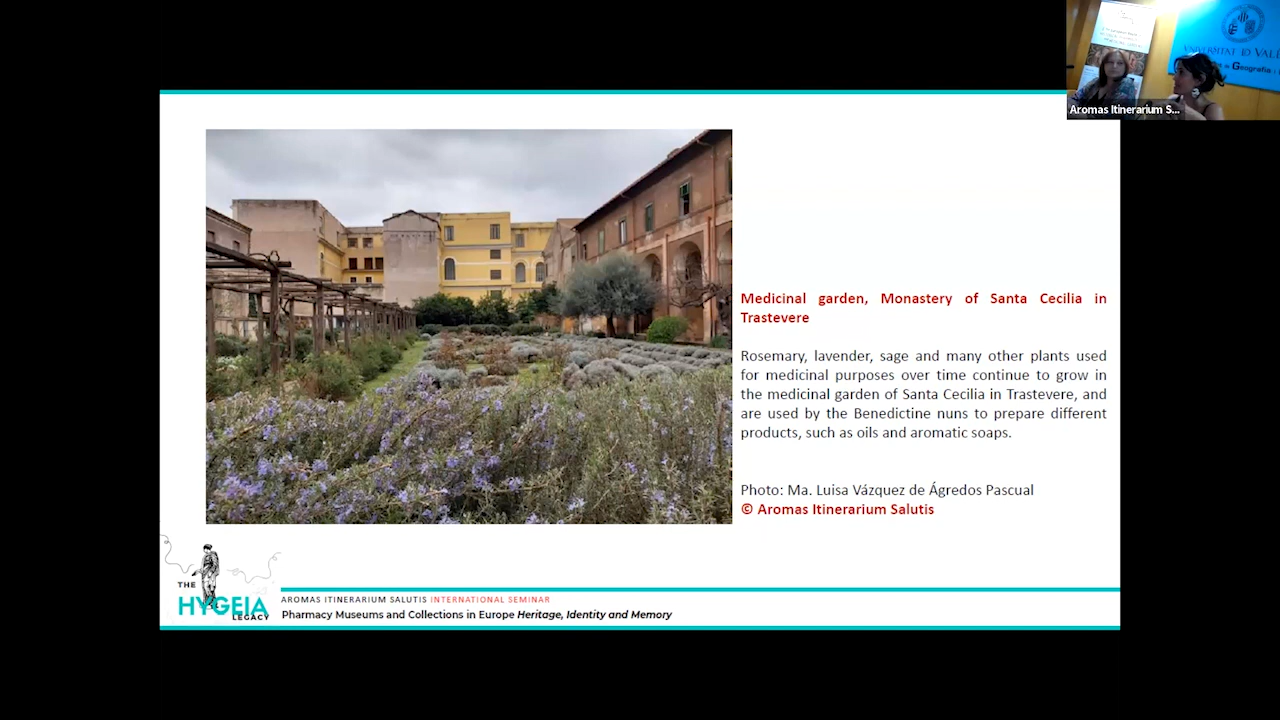 UNIVERSITAT D VALÈ
Geografia i
Aromas Itinerarium S...
Medicinal garden, Monastery of Santa Cecilia in
Trastevere
Rosemary, lavender, sage and many other plants used
for medicinal purposes over time continue to grow in
the medicinal garden of Santa Cecilia in Trastevere, and
are used by the Benedictine nuns to prepare different
products, such as oils and aromatic soaps.
Photo: Ma. Luisa Vázquez de Ágredos Pascual
© Aromas Itinerarium Salutis
THE
HYGEIA
LEGACY
AROMAS ITINERARIUM SALUTIS INTERNATIONAL SEMINAR
Pharmacy Museums and Collections in Europe Heritage, Identity and Memory